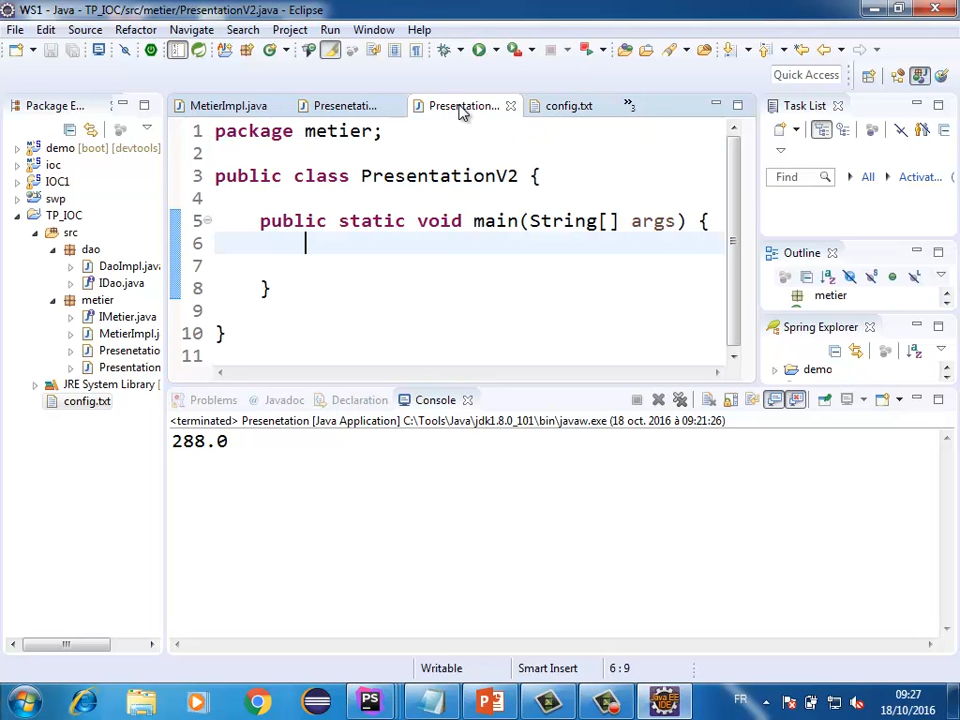 WS1 - Java - TP_IOC/src/metier/PresentationV2.java - Eclipse
File Edit Source Refactor Navigate Search Project Run Window Help
Quick Access
Package E...
demo [boot] [devtools]
ioc
IOC1
swp
TP_IOC
src
dao
DaoImpl.java
IDao.java
metier
IMetier.java
MetierImpl.j
Presenetatio
Presentation
JRE System Library [
config.txt
MetierImpl.java Presenetati... Presentation... config.txt »3
1 package metier;
2
3 public class PresentationV2 {
4
5 public static void main(String[] args) {
6
7
8 }
9
10 }
11
Task List
Find All Activat...
Outline
metier
Spring Explorer
demo
Problems Javadoc Declaration Console
<terminated> Presenetation [Java Application] C:\Tools\Java\jdk1.8.0_101\bin\javaw.exe (18 oct. 2016 à 09:21:26)
288.0
Writable Smart Insert 6 : 9
PS
Java EE
IDE
FR
09:27
18/10/2016